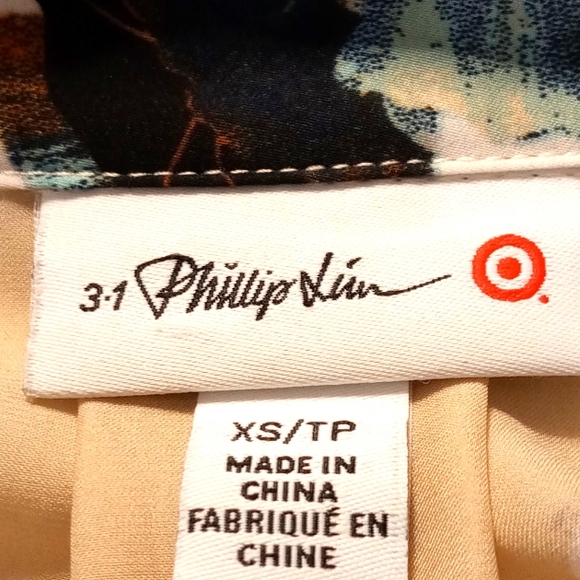 3.1 Phillip Lim
XS/TP
MADE IN
CHINA
FABRIQUÉ EN
CHINE